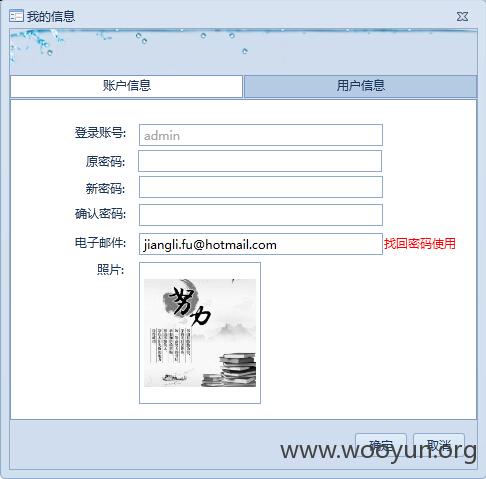 我的信息
账户信息 用户信息
登录账号: admin
原密码:
新密码:
确认密码:
电子邮件: jiangli.fu@hotmail.com 找回密码使用
照片:
努力
确定 取消
www.wooyun.org